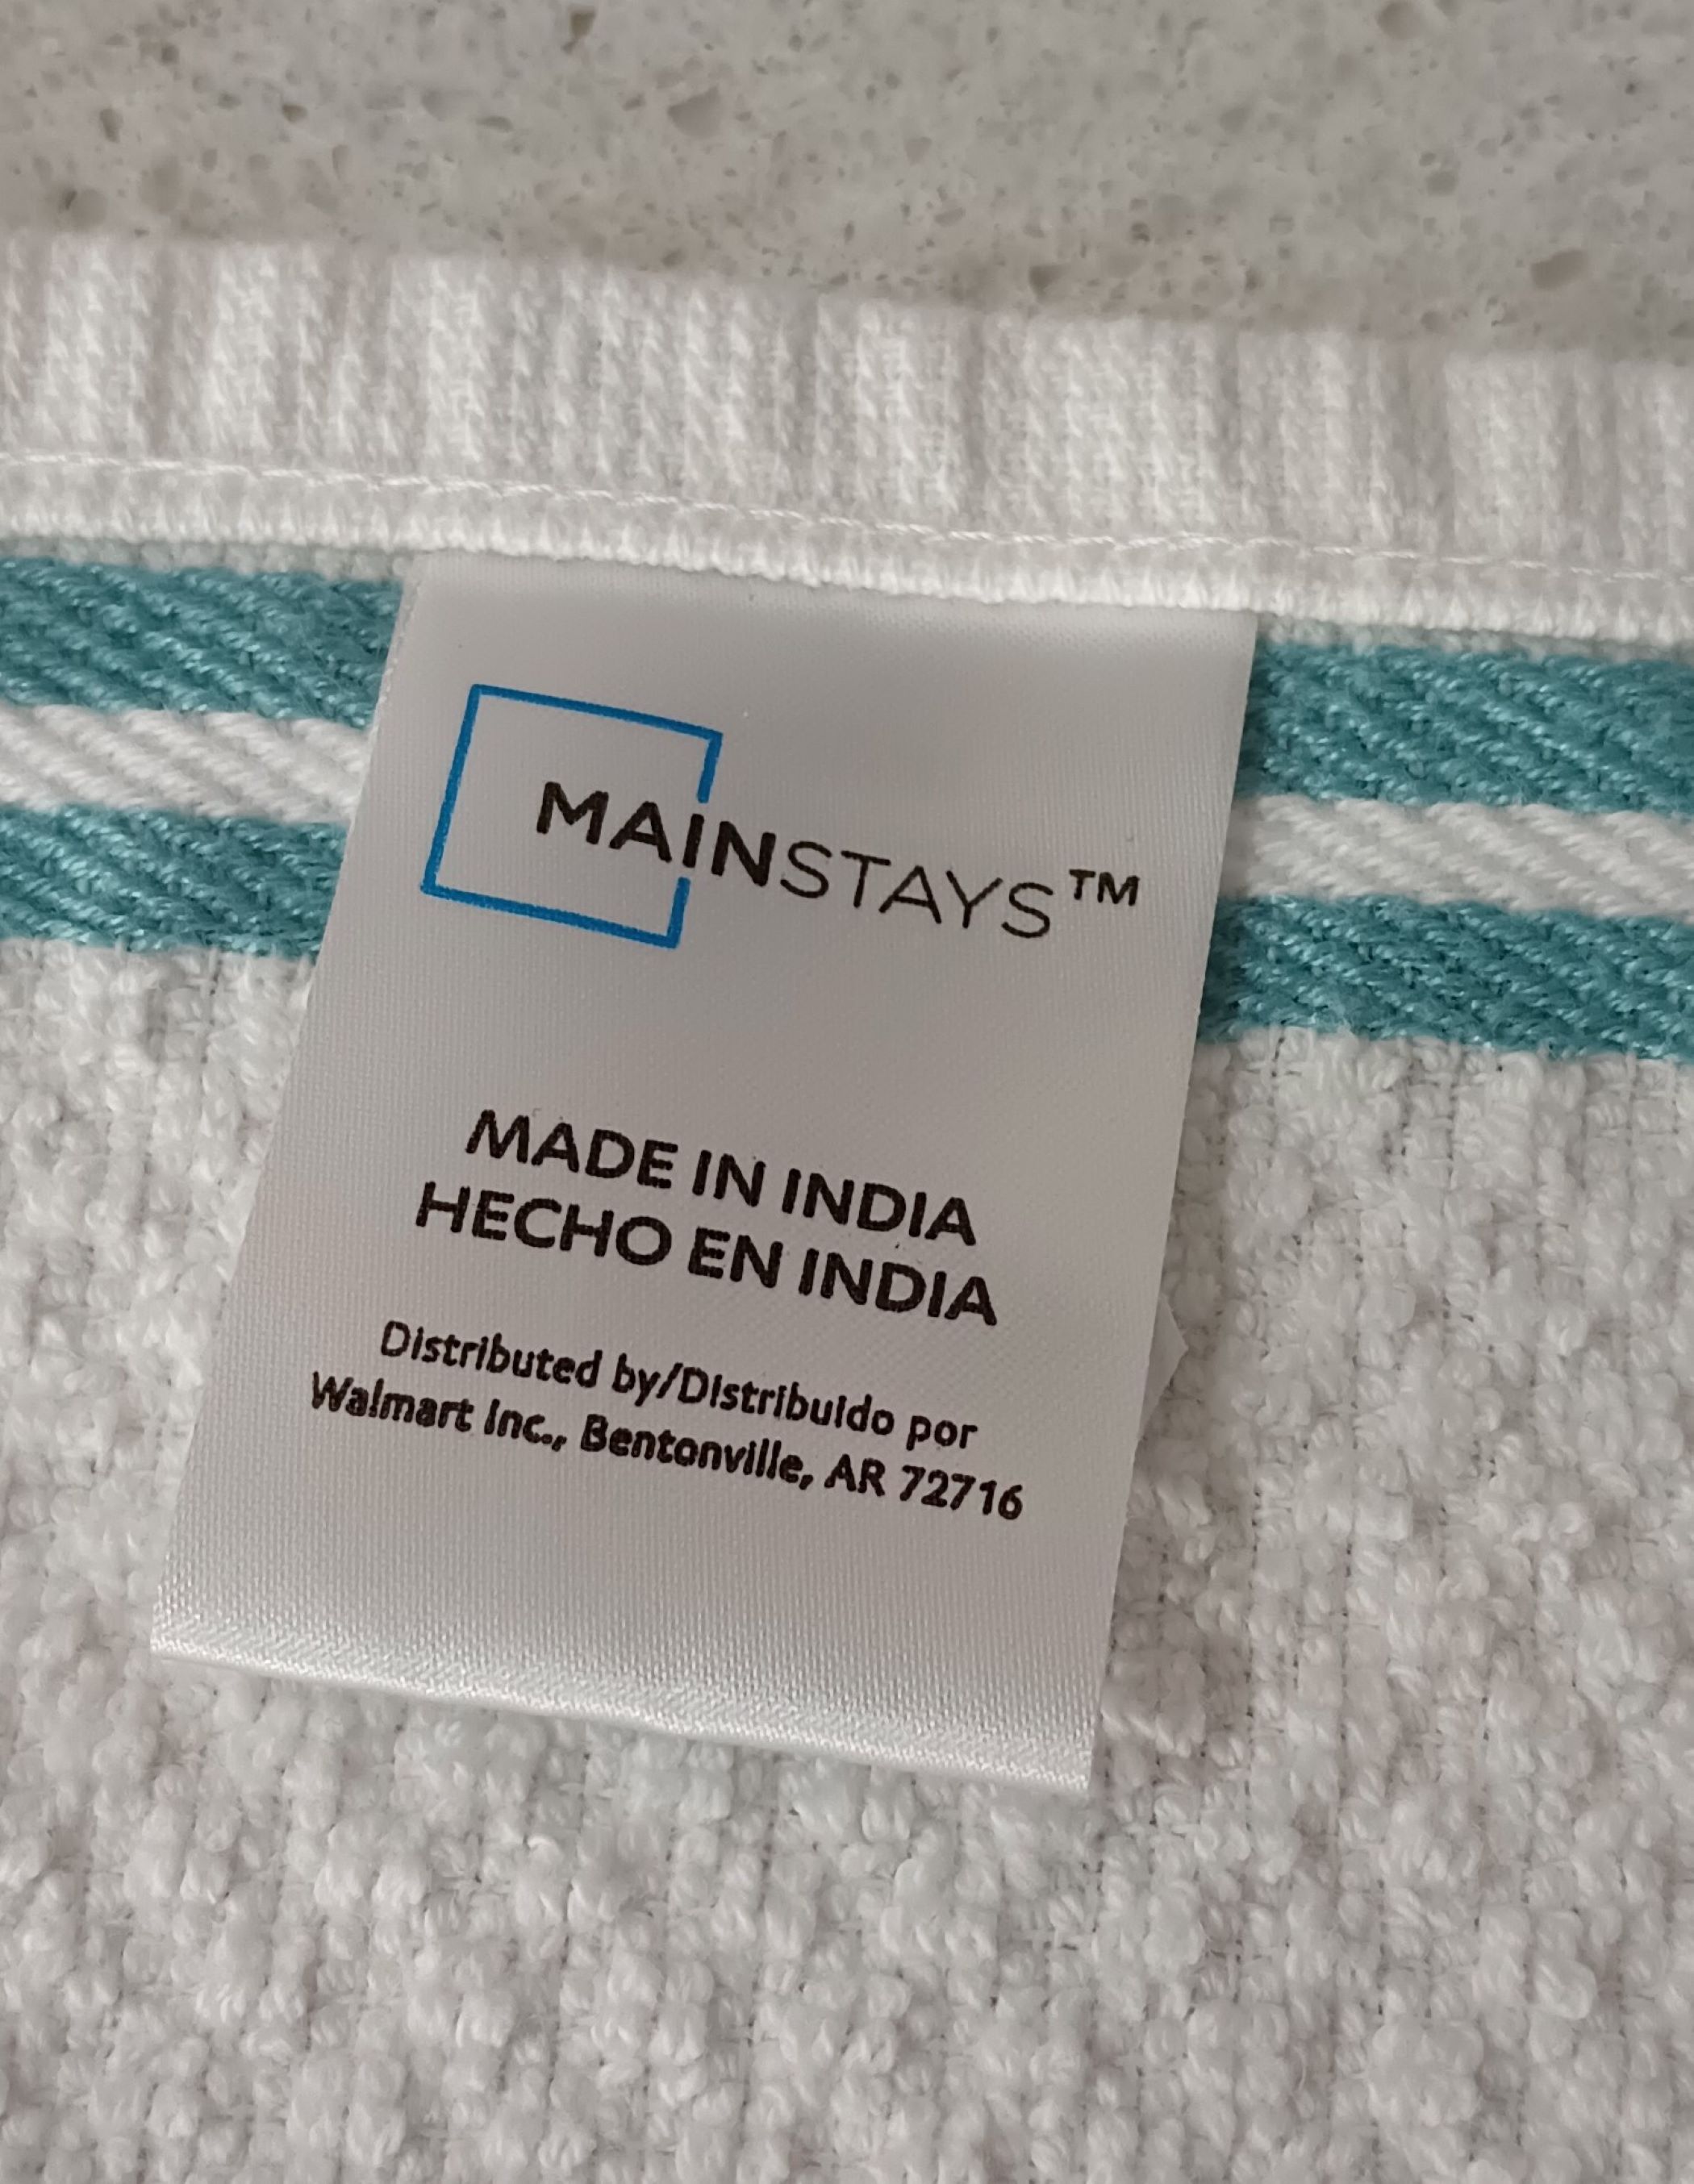 MAINSTAYS™
MADE IN INDIA
HECHO EN INDIA
Distributed by/Distribuido por
Walmart Inc., Bentonville, AR 72716